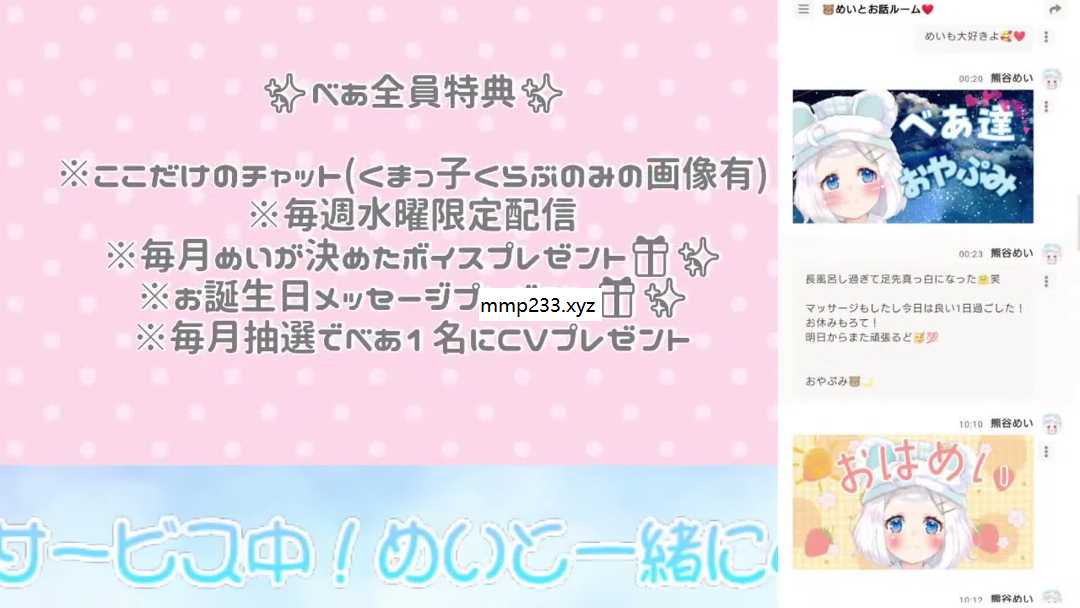 ✨べあ全員特典✨
※ここだけのチャット(くまっ子くらぶのみの画像有)
※毎週水曜限定配信
※毎月めいが決めたボイスプレゼント🎁✨
※お誕生日メッセージプ
🎁✨
mmp233.xyz
※毎月抽選でべあ1名にCVプレゼント
サービス中!めいと一緒に
🐻めいとお話ルーム❤️
めいも大好きよ🥰❤️
00:20 熊谷めい
べあ達
おやぷみ
00:23 熊谷めい
長風呂し過ぎて足先真っ白になった🤗笑
マッサージもしたし今日は良い1日過ごした!
お休みもろて!
明日からまた頑張るど🥰💯
おやぷみ🐻🌙
10:10 熊谷めい
おはめい
10:12 熊谷めい